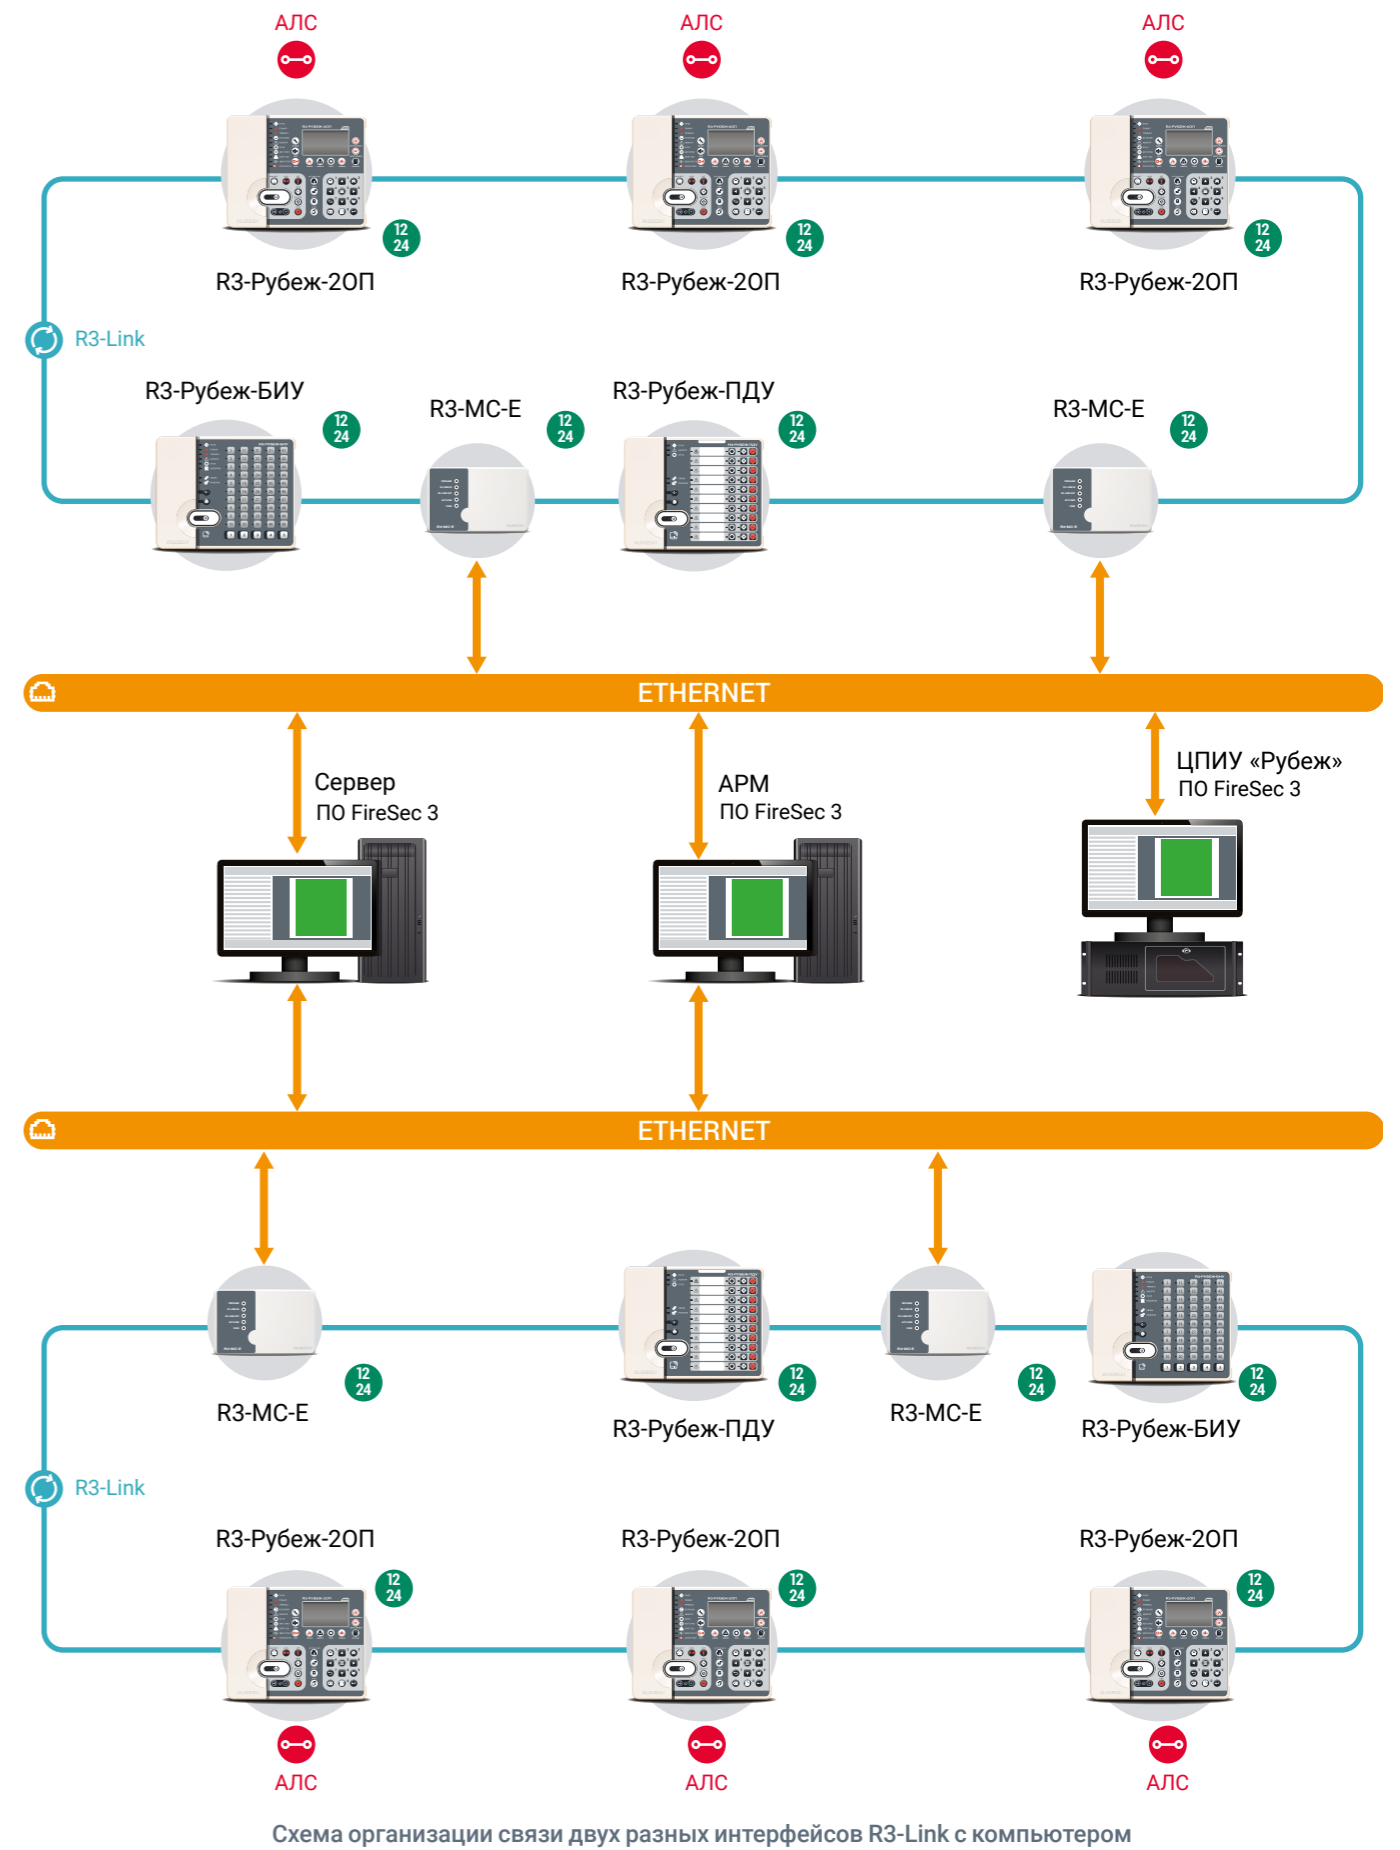 АЛС
АЛС
АЛС
12
24
12
24
12
24
R3-Рубеж-2ОП
R3-Рубеж-2ОП
R3-Рубеж-2ОП
R3-Link
R3-Рубеж-БИУ
12
24
R3-МС-Е
12
24
R3-Рубеж-ПДУ
12
24
R3-МС-Е
12
24
ETHERNET
Сервер
ПО FireSec 3
АРМ
ПО FireSec 3
ЦПИУ «Рубеж»
ПО FireSec 3
ETHERNET
R3-МС-Е
12
24
R3-Рубеж-ПДУ
12
24
R3-МС-Е
12
24
R3-Рубеж-БИУ
12
24
R3-Link
R3-Рубеж-2ОП
12
24
R3-Рубеж-2ОП
12
24
R3-Рубеж-2ОП
12
24
АЛС
АЛС
АЛС
Схема организации связи двух разных интерфейсов R3-Link с компьютером